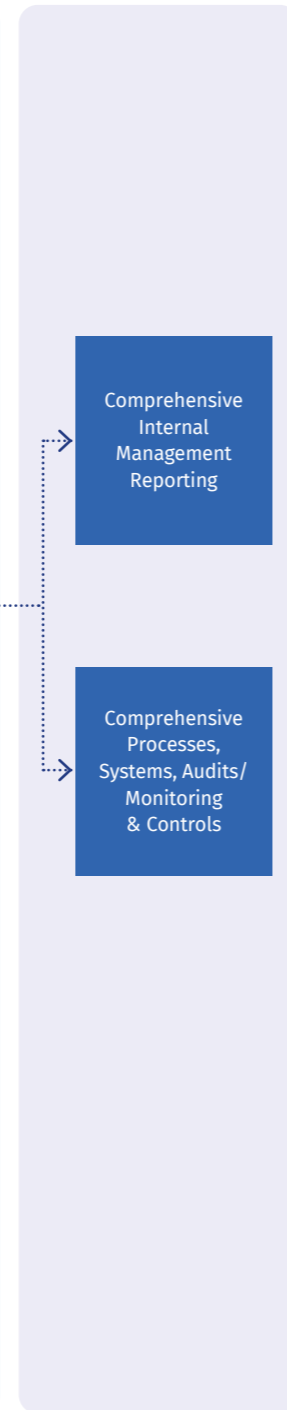 Comprehensive
Internal
Management
Reporting
Comprehensive
Processes,
Systems, Audits/
Monitoring
& Controls